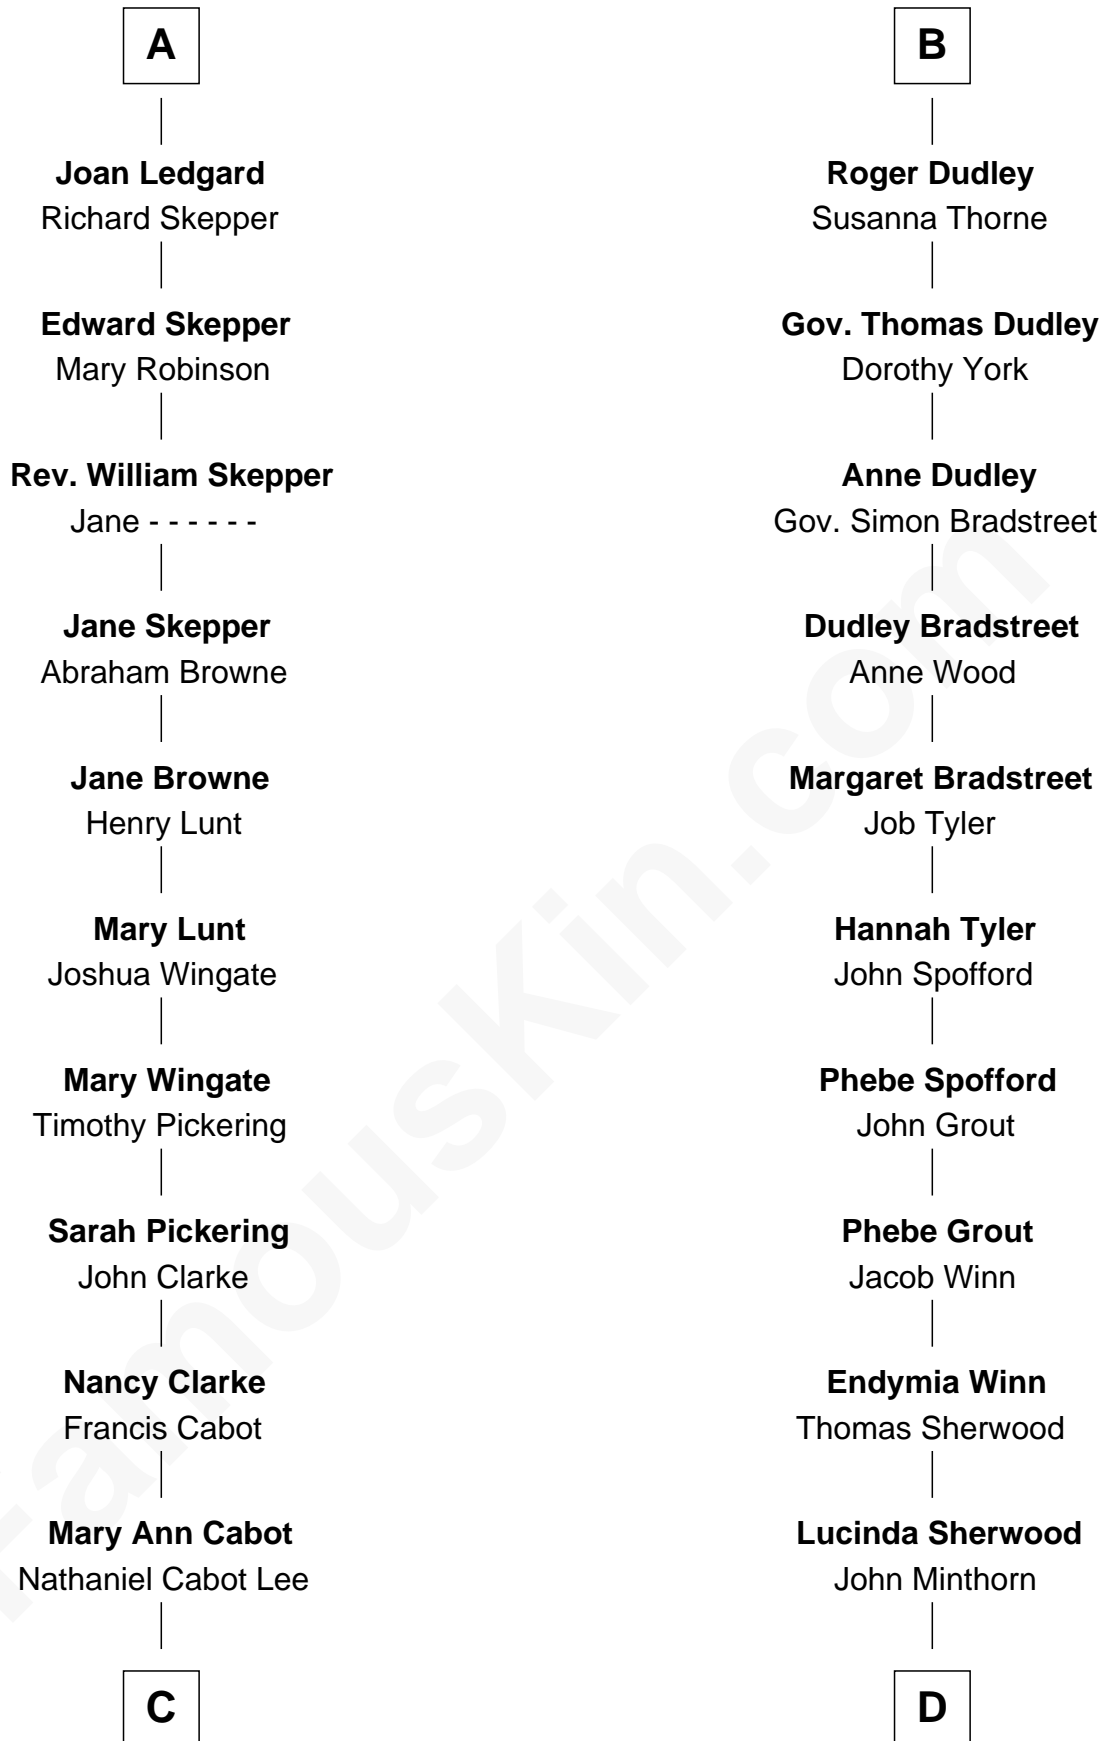 A
Joan Ledgard
Richard Skepper
Edward Skepper
Mary Robinson
Rev. William Skepper
Jane - - - - - -
Jane Skepper
Abraham Browne
Jane Browne
Henry Lunt
Mary Lunt
Joshua Wingate
Mary Wingate
Timothy Pickering
Sarah Pickering
John Clarke
Nancy Clarke
Francis Cabot
Mary Ann Cabot
Nathaniel Cabot Lee
C
B
Roger Dudley
Susanna Thorne
Gov. Thomas Dudley
Dorothy York
Anne Dudley
Gov. Simon Bradstreet
Dudley Bradstreet
Anne Wood
Margaret Bradstreet
Job Tyler
Hannah Tyler
John Spofford
Phebe Spofford
John Grout
Phebe Grout
Jacob Winn
Endymia Winn
Thomas Sherwood
Lucinda Sherwood
John Minthorn
D
FamousKin.com